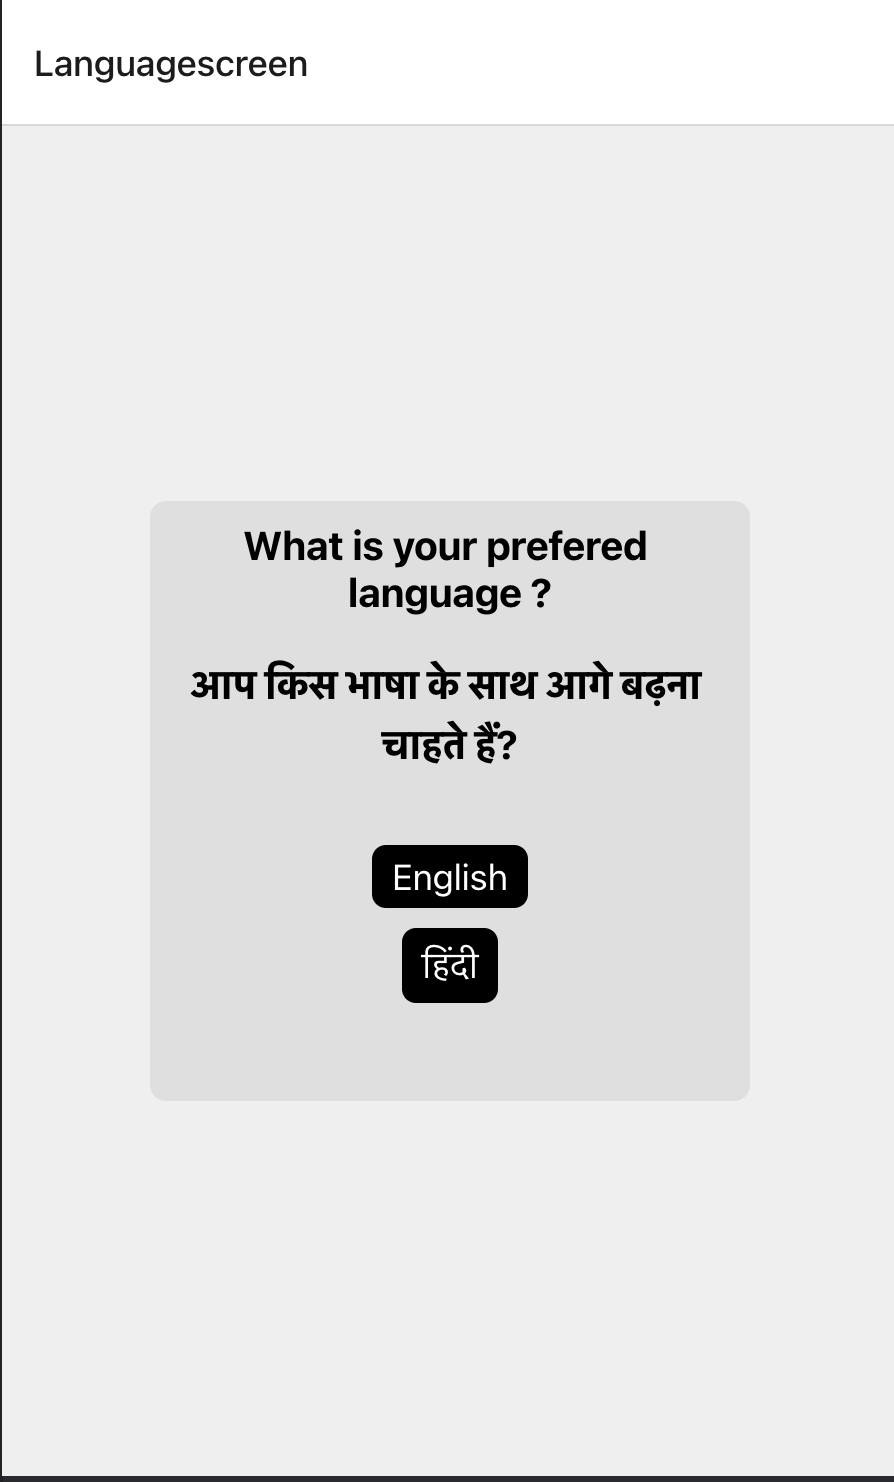 Languagescreen
What is your prefered
language ?
आप किस भाषा के साथ आगे बढ़ना
चाहते हैं?
English
हिंदी